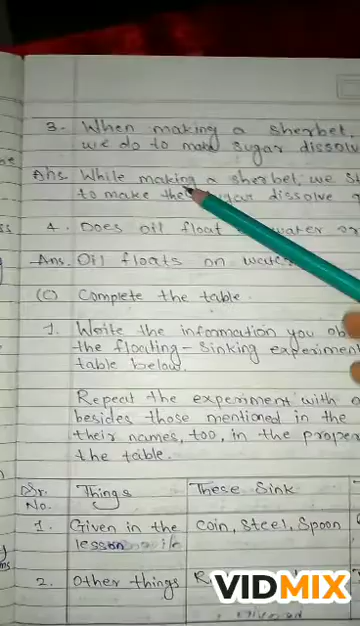 3. When making a sherbet,
we do to make sugar dissolv
Ans. While making a sherbet, we st
to make the sugar dissolve q
4. Does oil float water or
Ans. Oil floats on water
(C) Complete the table.
1. Write the information you ob
the floating - sinking experiment
table below.
Repeat the experiment with o
besides those mentioned in the
their names, too, in the proper
the table.
Sr. No. Things These Sink
1. Given in the lesson coin, Steel, Spoon
2. Other things
VIDMIX